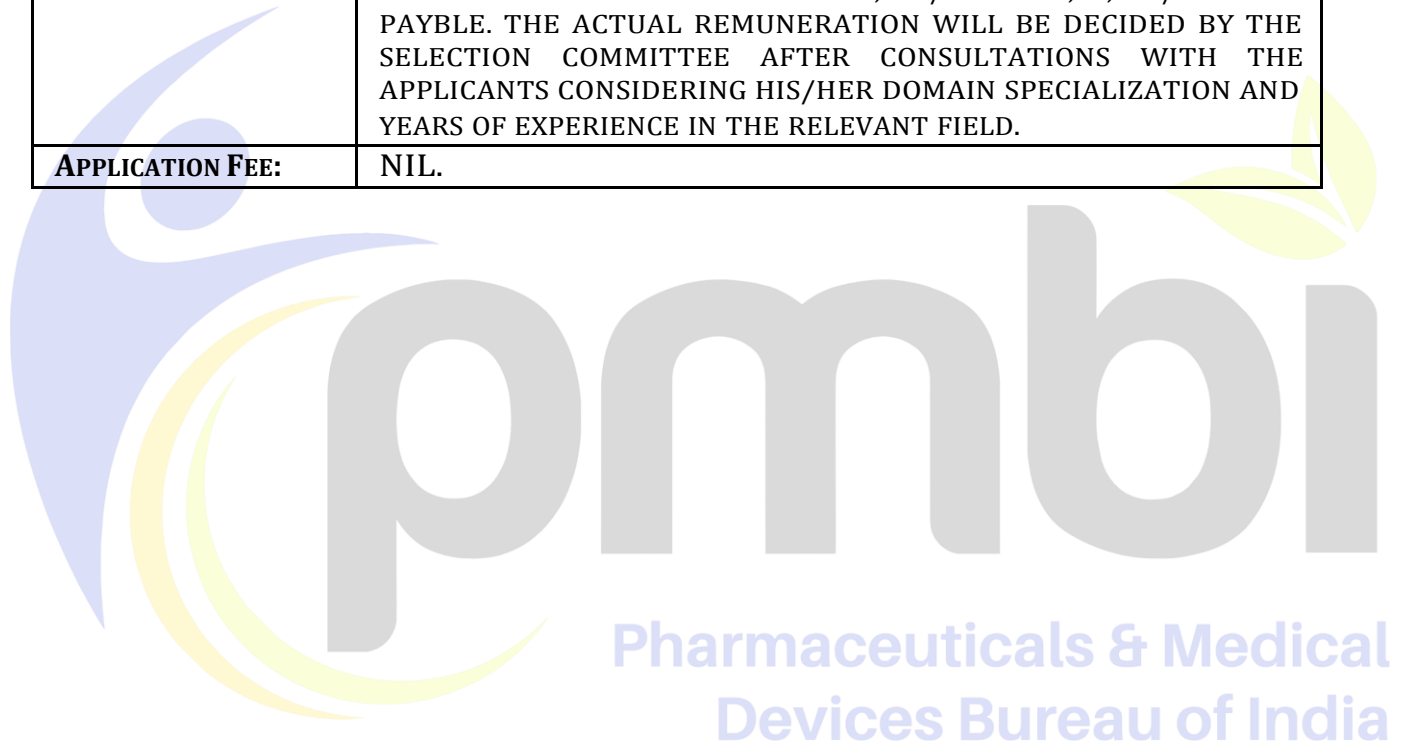 PAYBLE. THE ACTUAL REMUNERATION WILL BE DECIDED BY THE
SELECTION COMMITTEE AFTER CONSULTATIONS WITH THE
APPLICANTS CONSIDERING HIS/HER DOMAIN SPECIALIZATION AND
YEARS OF EXPERIENCE IN THE RELEVANT FIELD.
APPLICATION FEE: NIL.
pmbi
Pharmaceuticals & Medical
Devices Bureau of India